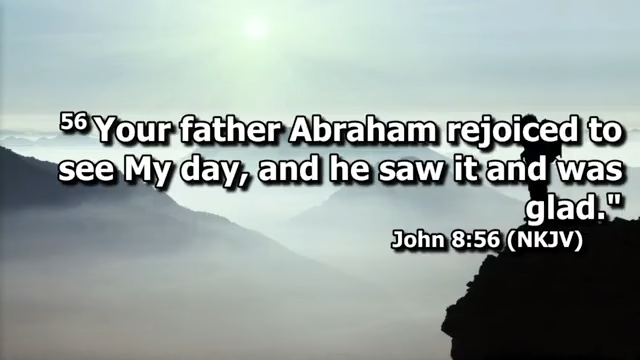 56 Your father Abraham rejoiced to
see My day, and he saw it and was
glad."
John 8:56 (NKJV)